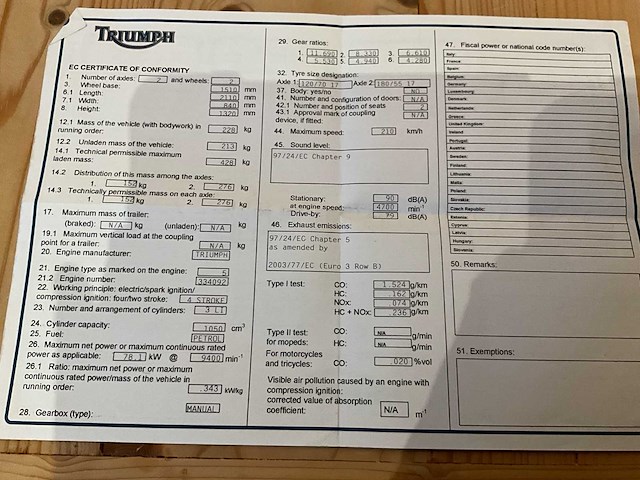 TRIUMPH
EC CERTIFICATE OF CONFORMITY
1. Number of axles: 2 and wheels: 2
3. Wheel base: 1510 mm
6.1 Length: 2110 mm
7.1 Width: 840 mm
8. Height: 1320 mm
12.1 Mass of the vehicle (with bodywork) in
running order: 228 kg
12.2 Unladen mass of the vehicle: 213 kg
14.1 Technically permissible maximum
laden mass: 428 kg
14.2 Distribution of this mass among the axles:
1. 152 kg 2. 276 kg
14.3 Technically permissible mass on each axle:
1. 152 kg 2. 276 kg
17. Maximum mass of trailer:
(braked): N/A kg (unladen): N/A kg
19.1 Maximum vertical load at the coupling
point for a trailer: N/A kg
20. Engine manufacturer: TRIUMPH
21. Engine type as marked on the engine: 5
21.2 Engine number: 334092
22. Working principle: electric/spark ignition/
compression ignition: four/two stroke: 4 STROKE
23. Number and arrangement of cylinders: 3 LI
24. Cylinder capacity: 1050 cm³
25. Fuel: PETROL
26. Maximum net power or maximum continuous rated
power as applicable: 78.1 kW @ 9400 min⁻¹
26.1 Ratio: maximum net power or maximum
continuous rated power/mass of the vehicle in
running order: .343 kW/kg
28. Gearbox (type): MANUAL
29. Gear ratios:
1. 11.690 2. 8.330 3. 6.610
4. 5.530 5. 4.940 6. 4.280
32. Tyre size designation:
Axle 1: 120/70 17 Axle 2: 180/55 17
37. Body: yes/no NO
41. Number and configuration of doors: N/A
42.1 Number and position of seats 2
43.1 Approval mark of coupling
device, if fitted: N/A
44. Maximum speed: 210 km/h
45. Sound level:
97/24/EC Chapter 9
Stationary: 90 dB(A)
at engine speed: 4700 min⁻¹
Drive-by: 79 dB(A)
46. Exhaust emissions:
97/24/EC Chapter 5
as amended by
2003/77/EC (Euro 3 Row B)
Type I test: CO: 1.524 g/km
HC: .162 g/km
NOx: .074 g/km
HC + NOx: .236 g/km
Type II test CO: N/A g/min
for mopeds: HC: N/A g/min
For motorcycles
and tricycles: CO: .020 %vol
Visible air pollution caused by an engine with
compression ignition:
corrected value of absorption
coefficient: N/A m⁻¹
47. Fiscal power or national code number(s):
Italy:
France:
Spain:
Belgium:
Germany:
Luxembourg:
Denmark:
Netherlands:
Greece:
United Kingdom:
Ireland
Portugal:
Austria:
Sweden:
Finland:
Lithuania:
Malta:
Poland:
Slovakia:
Czech Republic:
Estonia:
Cyprus:
Latvia:
Hungary:
Slovenia:
50. Remarks:
51. Exemptions: